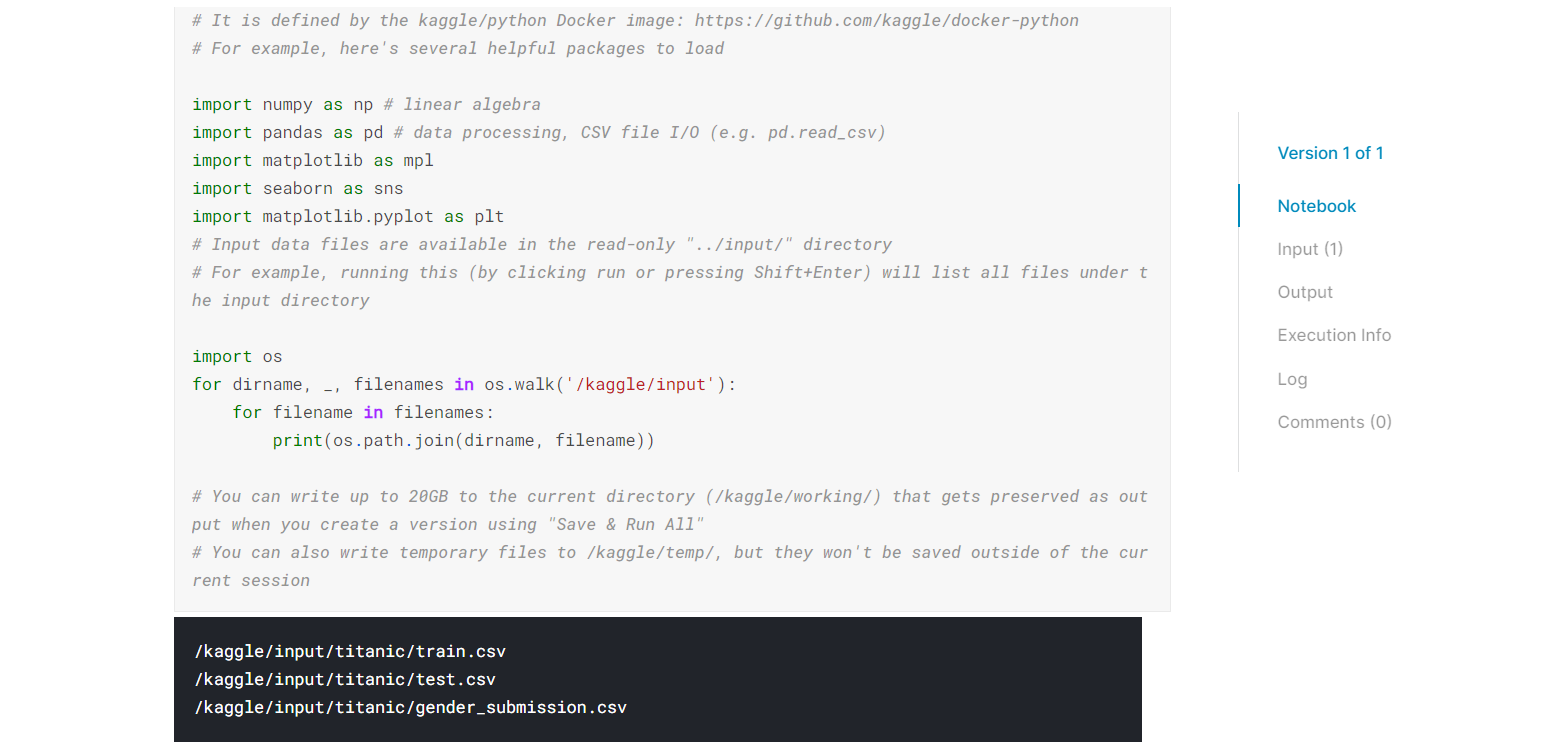 # It is defined by the kaggle/python Docker image: https://github.com/kaggle/docker-python
# For example, here's several helpful packages to load
import numpy as np # linear algebra
import pandas as pd # data processing, CSV file I/O (e.g. pd.read_csv)
import matplotlib as mpl
import seaborn as sns
import matplotlib.pyplot as plt
# Input data files are available in the read-only "../input/" directory
# For example, running this (by clicking run or pressing Shift+Enter) will list all files under t
he input directory
import os
for dirname, _, filenames in os.walk('/kaggle/input'):
    for filename in filenames:
        print(os.path.join(dirname, filename))
# You can write up to 20GB to the current directory (/kaggle/working/) that gets preserved as out
put when you create a version using "Save & Run All"
# You can also write temporary files to /kaggle/temp/, but they won't be saved outside of the cur
rent session
/kaggle/input/titanic/train.csv
/kaggle/input/titanic/test.csv
/kaggle/input/titanic/gender_submission.csv
Version 1 of 1
Notebook
Input (1)
Output
Execution Info
Log
Comments (0)